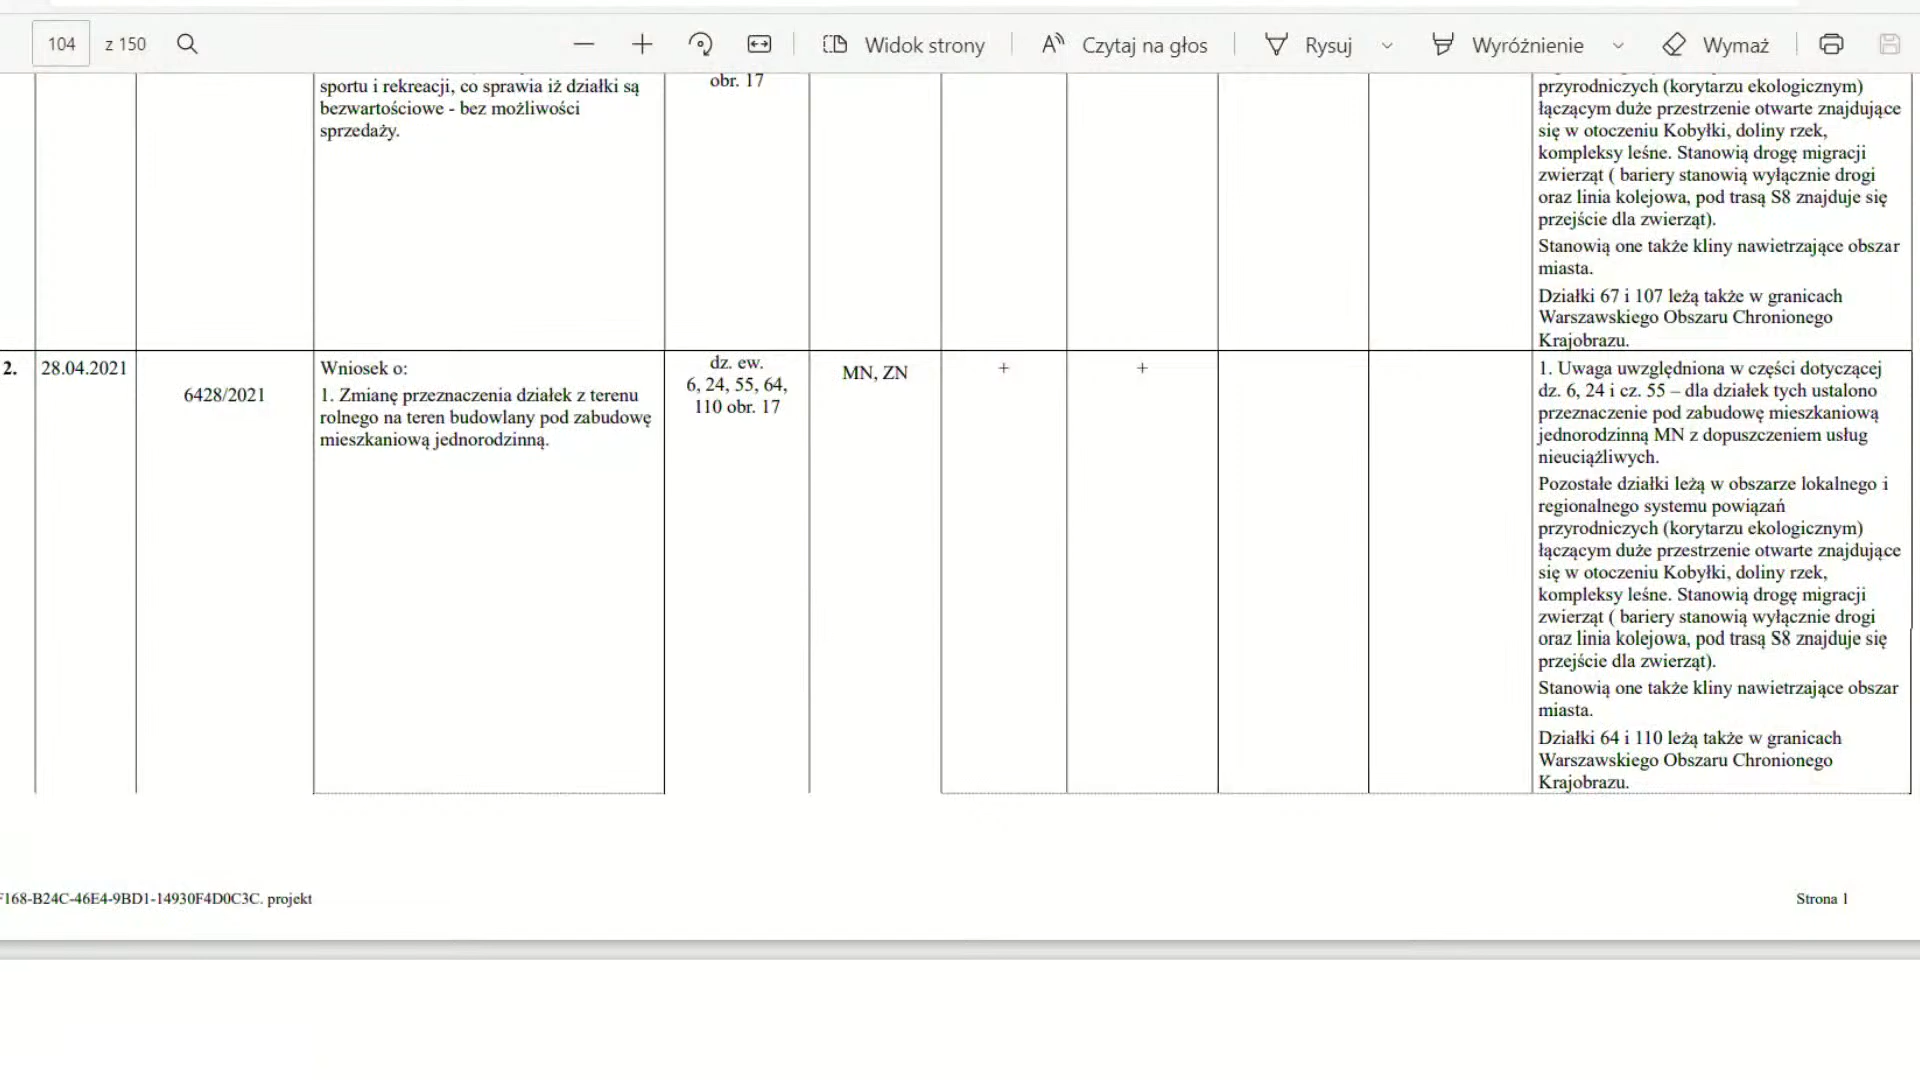 104 z 150 Widok strony Czytaj na głos Rysuj Wyróżnienie Wymaż
sportu i rekreacji, co sprawia iż działki są
bezwartościowe - bez możliwości
sprzedaży.
obr. 17
przyrodniczych (korytarzu ekologicznym)
łączącym duże przestrzenie otwarte znajdujące
się w otoczeniu Kobyłki, doliny rzek,
kompleksy leśne. Stanowią drogę migracji
zwierząt ( bariery stanowią wyłącznie drogi
oraz linia kolejowa, pod trasą S8 znajduje się
przejście dla zwierząt).
Stanowią one także kliny nawietrzające obszar
miasta.
Działki 67 i 107 leżą także w granicach
Warszawskiego Obszaru Chronionego
Krajobrazu.
2.
28.04.2021
6428/2021
Wniosek o:
1. Zmianę przeznaczenia działek z terenu
rolnego na teren budowlany pod zabudowę
mieszkaniową jednorodzinną.
dz. ew.
6, 24, 55, 64,
110 obr. 17
MN, ZN
+
+
1. Uwaga uwzględniona w części dotyczącej
dz. 6, 24 i cz. 55 – dla działek tych ustalono
przeznaczenie pod zabudowę mieszkaniową
jednorodzinną MN z dopuszczeniem usług
nieuciążliwych.
Pozostałe działki leżą w obszarze lokalnego i
regionalnego systemu powiązań
przyrodniczych (korytarzu ekologicznym)
łączącym duże przestrzenie otwarte znajdujące
się w otoczeniu Kobyłki, doliny rzek,
kompleksy leśne. Stanowią drogę migracji
zwierząt ( bariery stanowią wyłącznie drogi
oraz linia kolejowa, pod trasą S8 znajduje się
przejście dla zwierząt).
Stanowią one także kliny nawietrzające obszar
miasta.
Działki 64 i 110 leżą także w granicach
Warszawskiego Obszaru Chronionego
Krajobrazu.
F168-B24C-46E4-9BD1-14930F4D0C3C. projekt
Strona 1